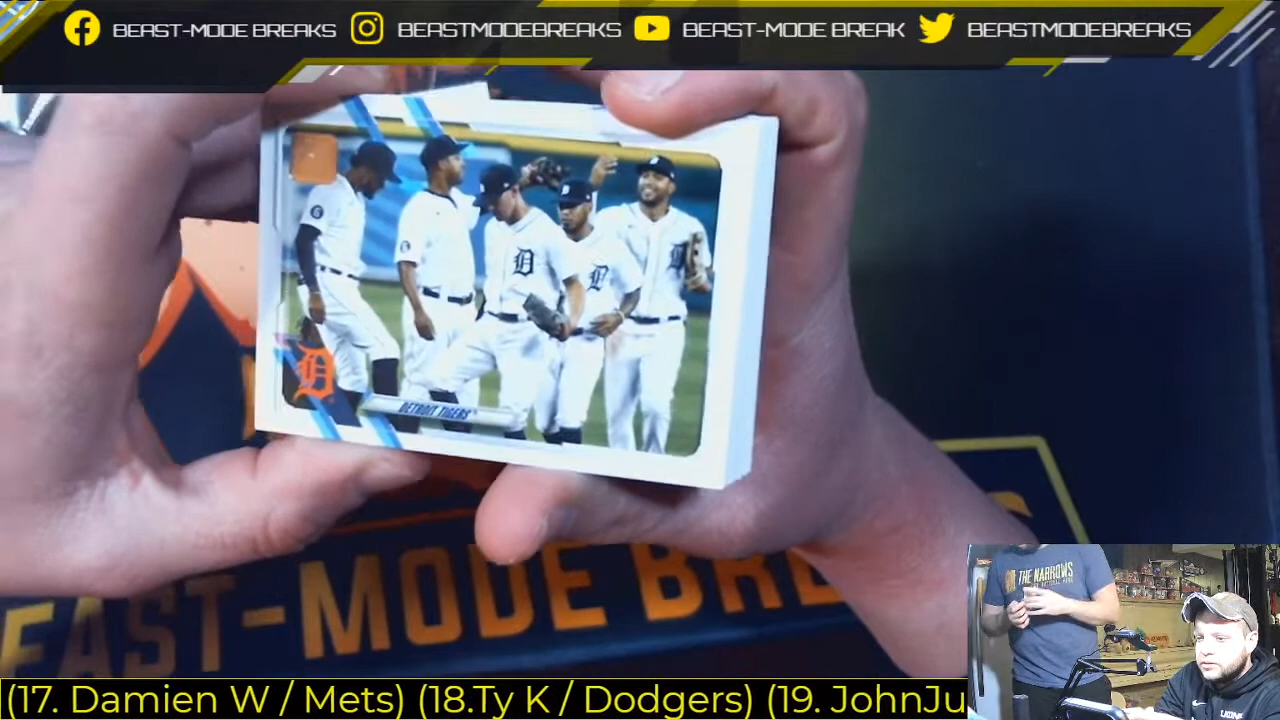 BEAST-MODE BREAKS BEASTMODEBREAKS BEAST-MODE BREAK BEASTMODEBREAKS
DETROIT TIGERS
EAST-MODE BRE
THE NARROWS
(17. Damien W / Mets) (18.Ty K / Dodgers) (19. JohnJu